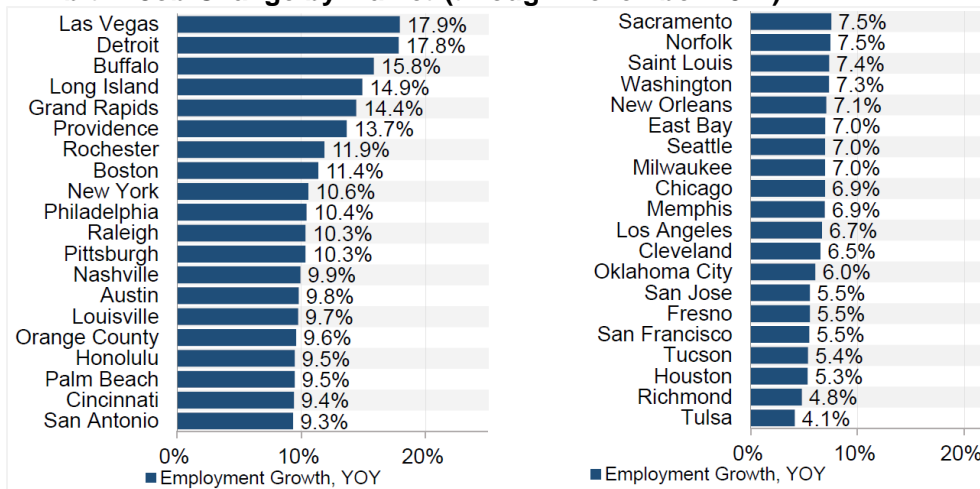 Las Vegas 17.9%
Detroit 17.8%
Buffalo 15.8%
Long Island 14.9%
Grand Rapids 14.4%
Providence 13.7%
Rochester 11.9%
Boston 11.4%
New York 10.6%
Philadelphia 10.4%
Raleigh 10.3%
Pittsburgh 10.3%
Nashville 9.9%
Austin 9.8%
Louisville 9.7%
Orange County 9.6%
Honolulu 9.5%
Palm Beach 9.5%
Cincinnati 9.4%
San Antonio 9.3%
0% 10% 20%
Employment Growth, YOY
Sacramento 7.5%
Norfolk 7.5%
Saint Louis 7.4%
Washington 7.3%
New Orleans 7.1%
East Bay 7.0%
Seattle 7.0%
Milwaukee 7.0%
Chicago 6.9%
Memphis 6.9%
Los Angeles 6.7%
Cleveland 6.5%
Oklahoma City 6.0%
San Jose 5.5%
Fresno 5.5%
San Francisco 5.5%
Tucson 5.4%
Houston 5.3%
Richmond 4.8%
Tulsa 4.1%
0% 10% 20%
Employment Growth, YOY